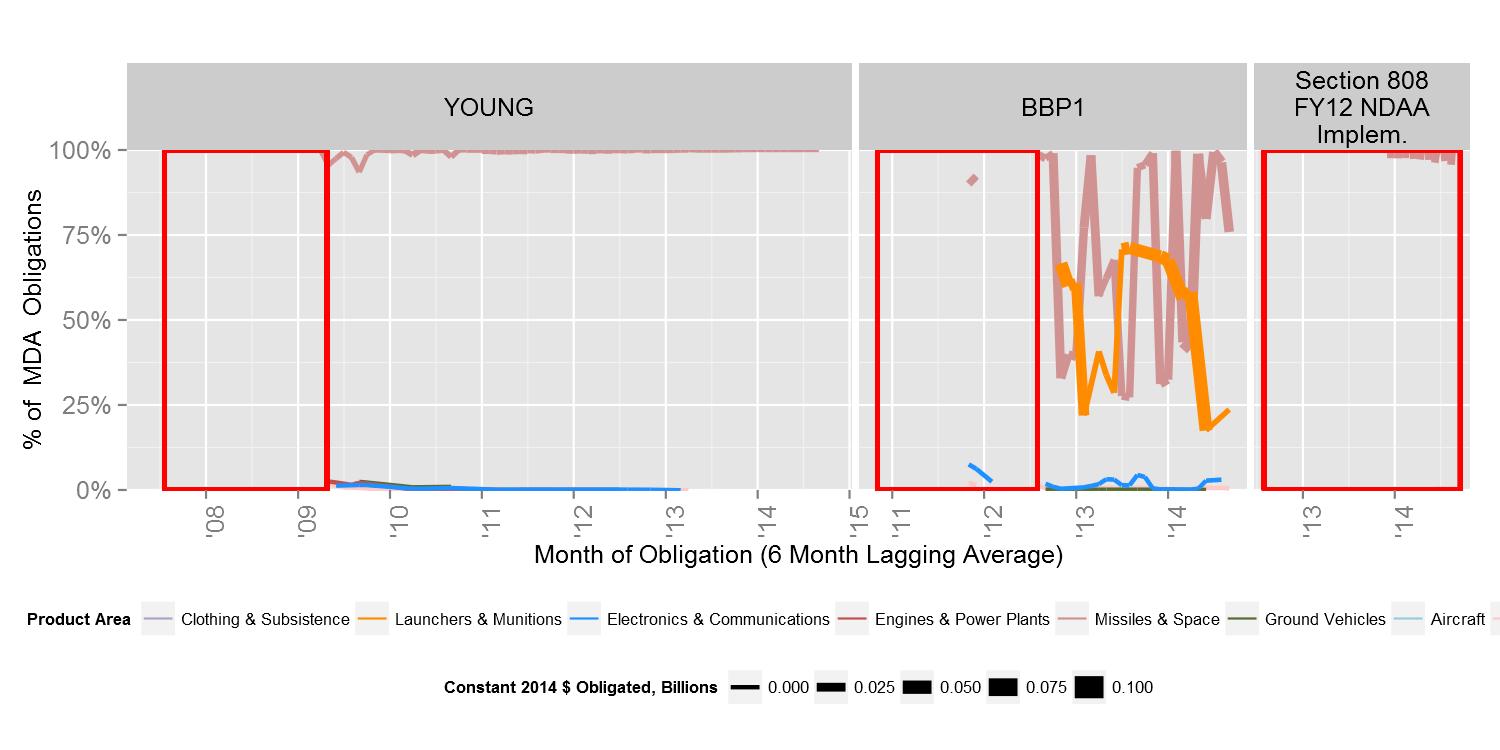 YOUNG
BBP1
Section 808
FY12 NDAA
Implem.
% of MDA Obligations
100%
75%
50%
25%
0%
'08
'09
'10
'11
'12
'13
'14
'15
'11
'12
'13
'14
'13
'14
Month of Obligation (6 Month Lagging Average)
Product Area Clothing & Subsistence Launchers & Munitions Electronics & Communications Engines & Power Plants Missiles & Space Ground Vehicles Aircraft
Constant 2014 $ Obligated, Billions 0.000 0.025 0.050 0.075 0.100